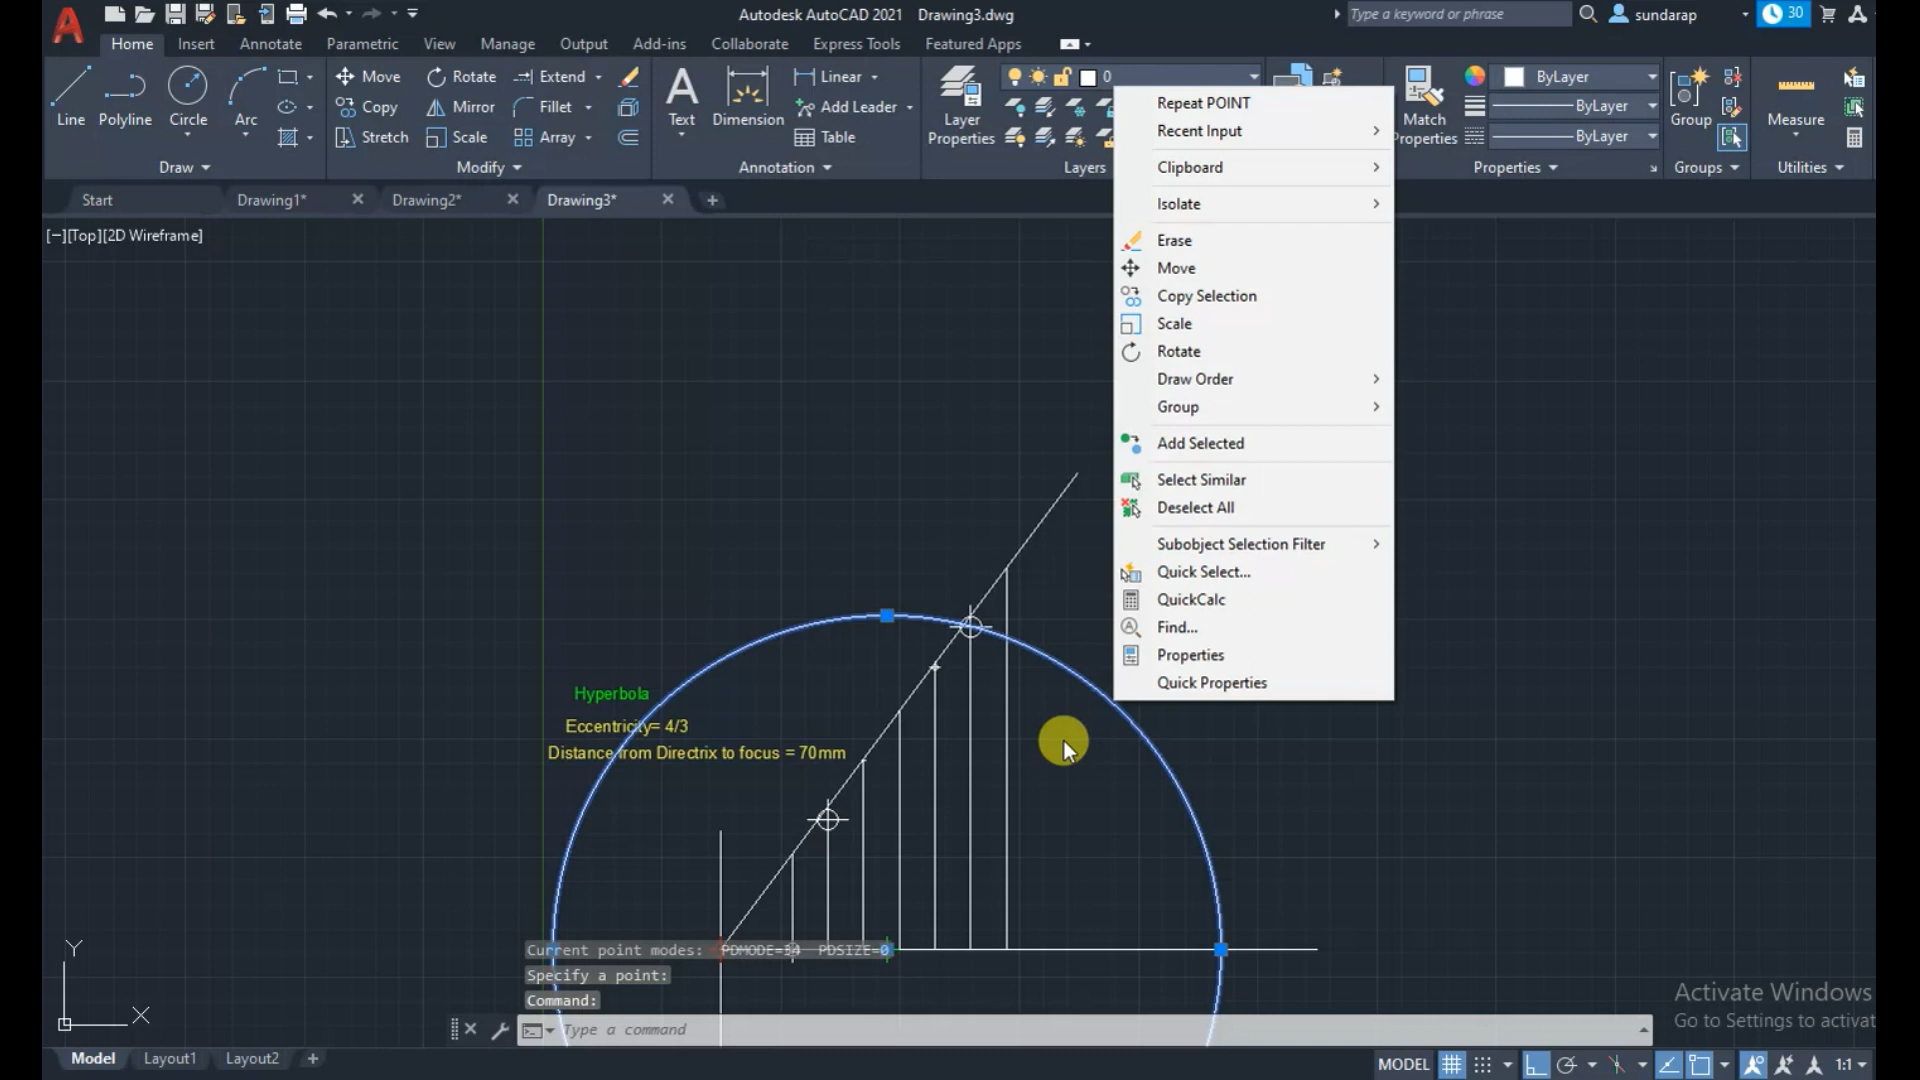 Autodesk AutoCAD 2021 Drawing3.dwg
Type a keyword or phrase
sundarap
30
Home Insert Annotate Parametric View Manage Output Add-ins Collaborate Express Tools Featured Apps
Move Rotate Extend
Linear
0
ByLayer
Copy Mirror Fillet
Add Leader
ByLayer
Line Polyline Circle Arc
Text Dimension
Layer Properties
Match Properties
Group
Measure
Stretch Scale Array
Table
ByLayer
Draw Modify Annotation Layers Properties Groups Utilities
Start Drawing1* Drawing2* Drawing3*
[−][Top][2D Wireframe]
Repeat POINT
Recent Input
Clipboard
Isolate
Erase
Move
Copy Selection
Scale
Rotate
Draw Order
Group
Add Selected
Select Similar
Deselect All
Subobject Selection Filter
Quick Select...
QuickCalc
Find...
Properties
Quick Properties
Hyperbola
Eccentricity= 4/3
Distance from Directrix to focus = 70mm
Current point modes: PDMODE=34 PDSIZE=0
Specify a point:
Command:
Type a command
Y
X
Activate Windows
Go to Settings to activat
Model Layout1 Layout2
MODEL
1:1